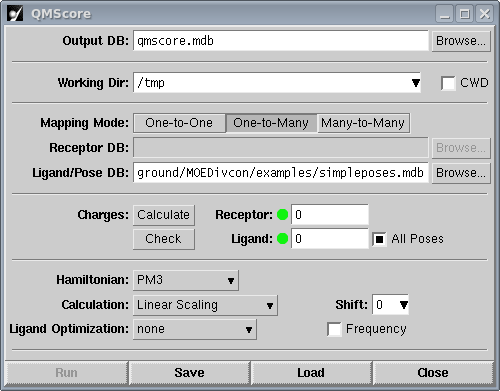 QMScore
Output DB: qmscore.mdb Browse...
Working Dir: /tmp CWD
Mapping Mode: One-to-One One-to-Many Many-to-Many
Receptor DB: Browse...
Ligand/Pose DB: ground/MOEDivcon/examples/simpleposes.mdb Browse...
Charges: Calculate Receptor: 0
Check Ligand: 0 All Poses
Hamiltonian: PM3
Calculation: Linear Scaling Shift: 0
Ligand Optimization: none Frequency
Run Save Load Close